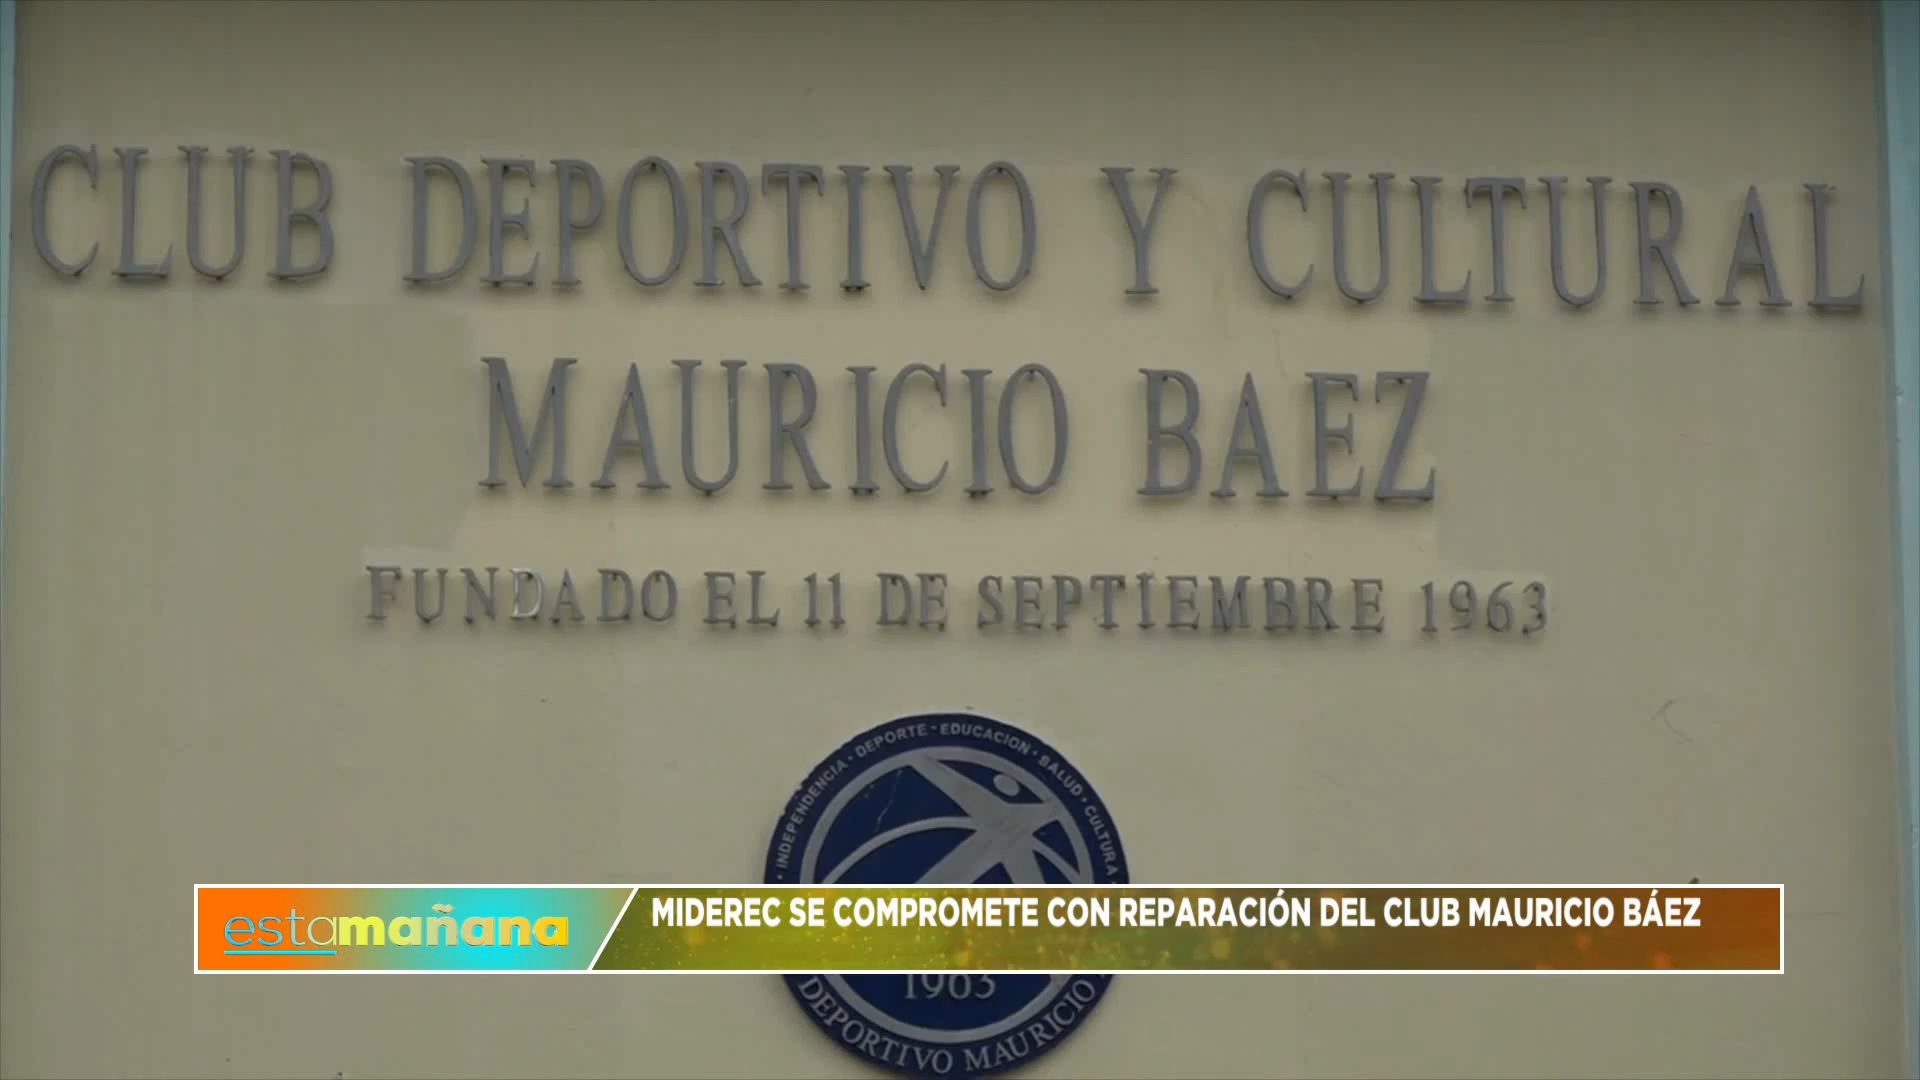 CLUB DEPORTIVO Y CULTURAL
MAURICIO BAEZ
FUNDADO EL 11 DE SEPTIEMBRE 1963
· INDEPENDENCIA · DEPORTE · EDUCACION · SALUD · CULTURA
estamañana
MIDEREC SE COMPROMETE CON REPARACIÓN DEL CLUB MAURICIO BÁEZ
1963
DEPORTIVO MAURICIO